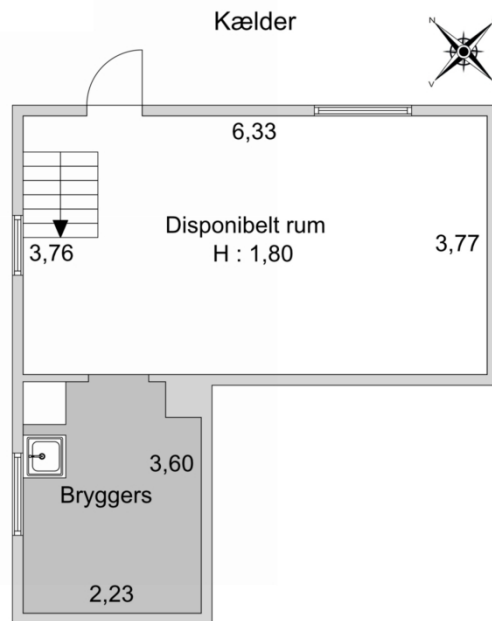 Kælder
N
V
6,33
Disponibelt rum
H : 1,80
3,76
3,77
3,60
Bryggers
2,23